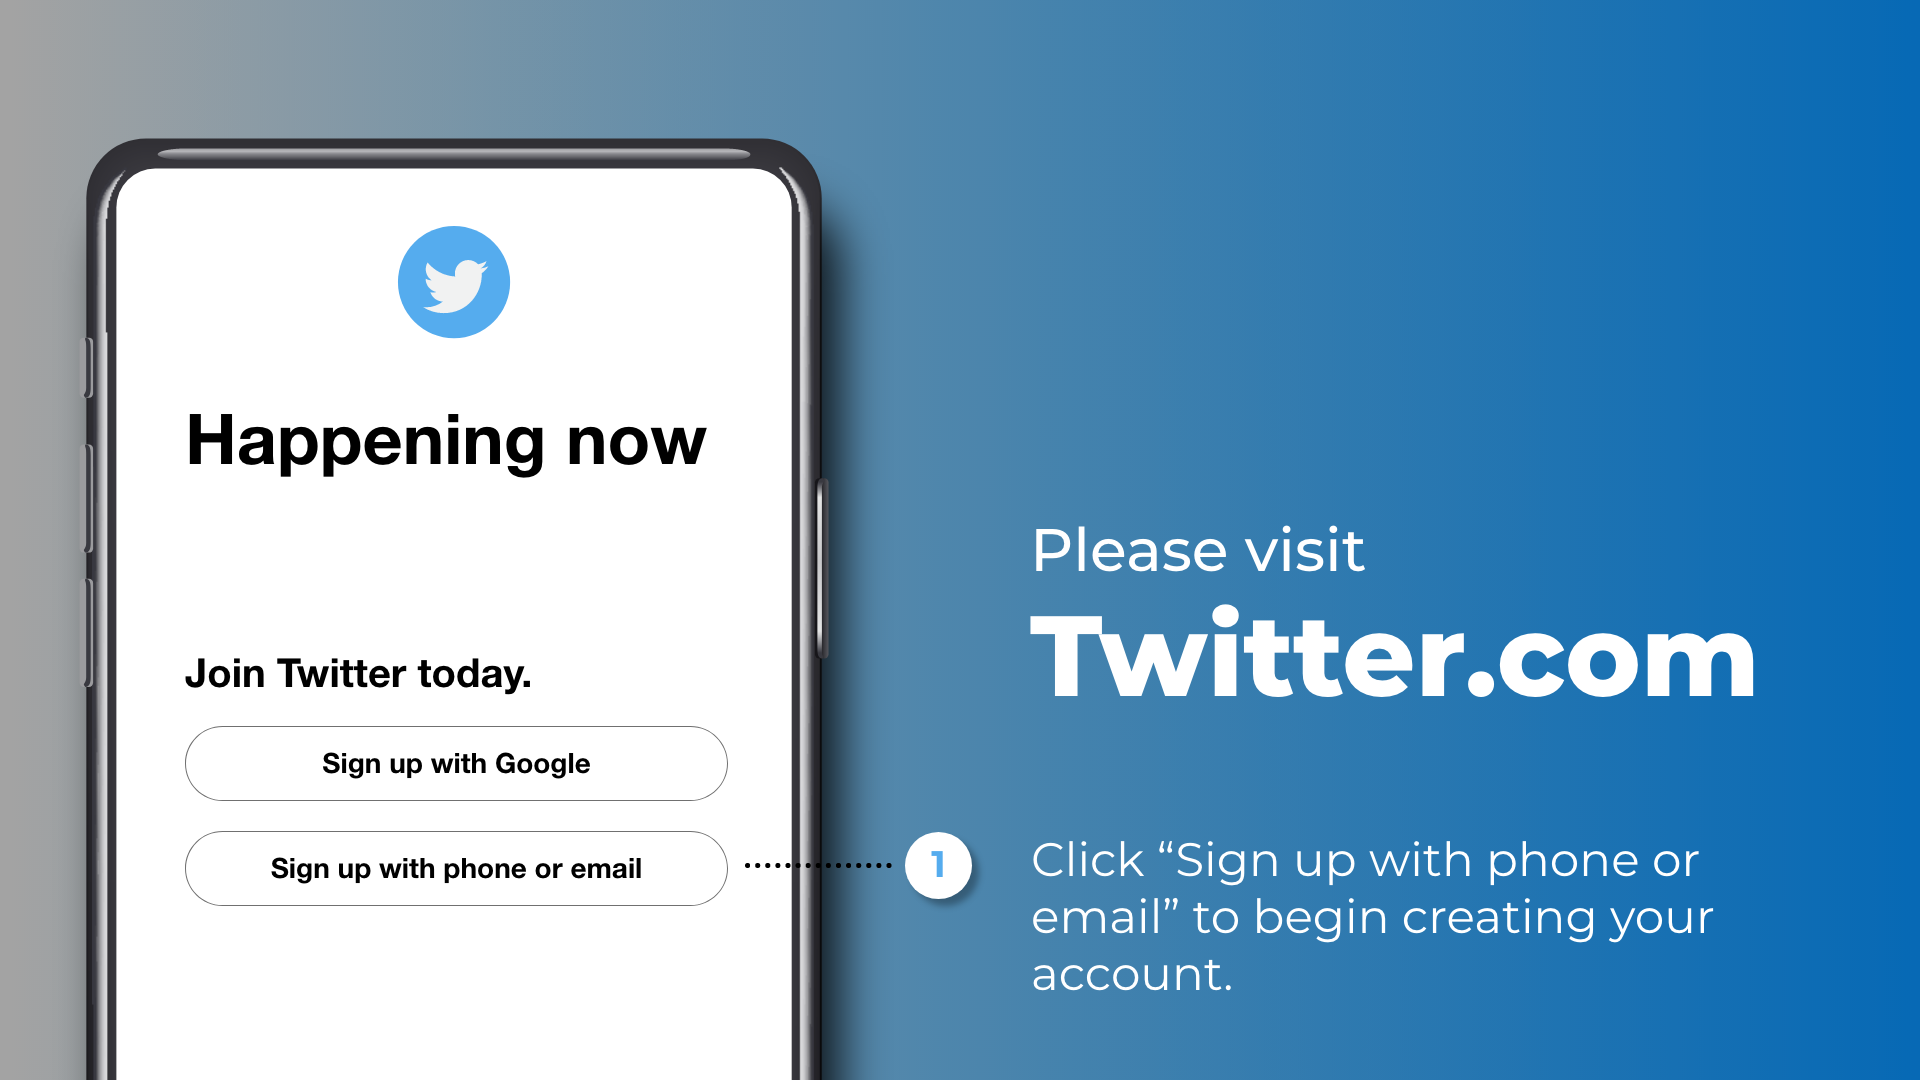 Happening now
Join Twitter today.
Sign up with Google
Sign up with phone or email
Please visit
Twitter.com
1
Click “Sign up with phone or
email” to begin creating your
account.